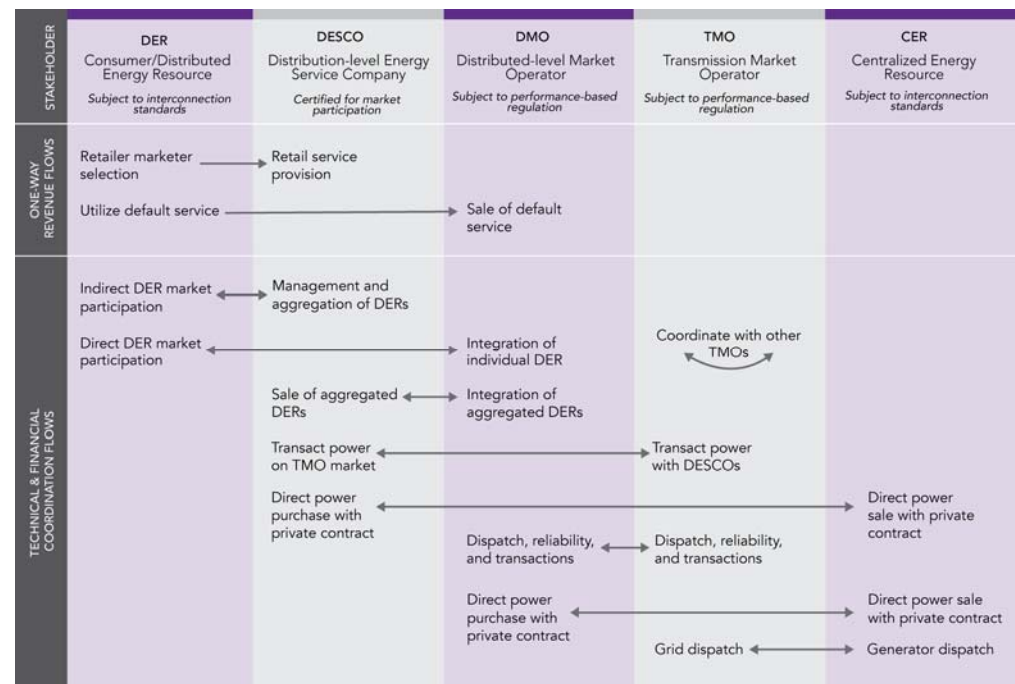 STAKEHOLDER
DER
Consumer/Distributed
Energy Resource
Subject to interconnection
standards
DESCO
Distribution-level Energy
Service Company
Certified for market
participation
DMO
Distributed-level Market
Operator
Subject to performance-based
regulation
TMO
Transmission Market
Operator
Subject to performance-based
regulation
CER
Centralized Energy
Resource
Subject to interconnection
standards
ONE-WAY
REVENUE FLOWS
Retailer marketer
selection
Retail service
provision
Utilize default service
Sale of default
service
TECHNICAL & FINANCIAL
COORDINATION FLOWS
Indirect DER market
participation
Management and
aggregation of DERs
Direct DER market
participation
Integration of
individual DER
Coordinate with other
TMOs
Sale of aggregated
DERs
Integration of
aggregated DERs
Transact power
on TMO market
Transact power
with DESCOs
Direct power
purchase with
private contract
Direct power
sale with private
contract
Dispatch, reliability,
and transactions
Dispatch, reliability,
and transactions
Direct power
purchase with
private contract
Direct power sale
with private contract
Grid dispatch
Generator dispatch